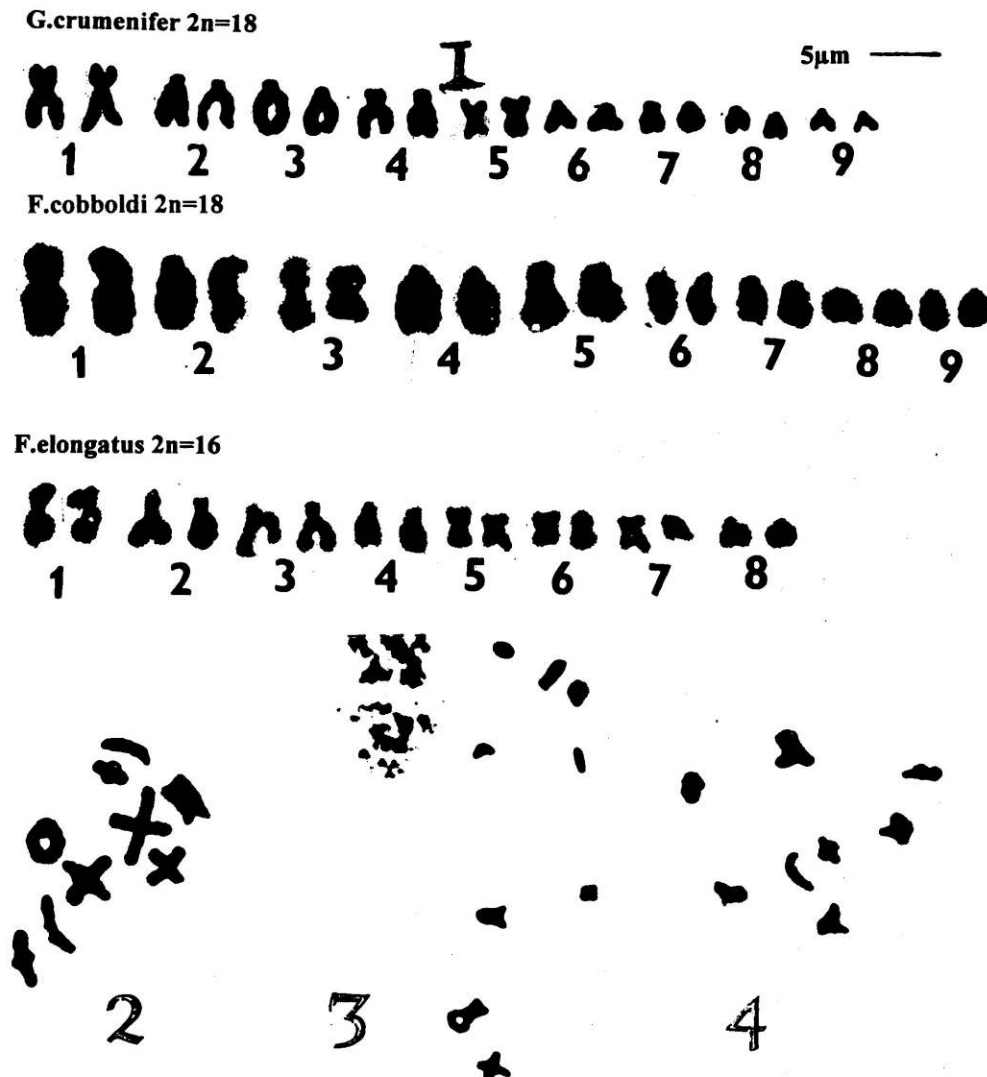 G.crumenifer 2n=18
I
5µm
1 2 3 4 5 6 7 8 9
F.cobboldi 2n=18
1 2 3 4 5 6 7 8 9
F.elongatus 2n=16
1 2 3 4 5 6 7 8
2 3 4